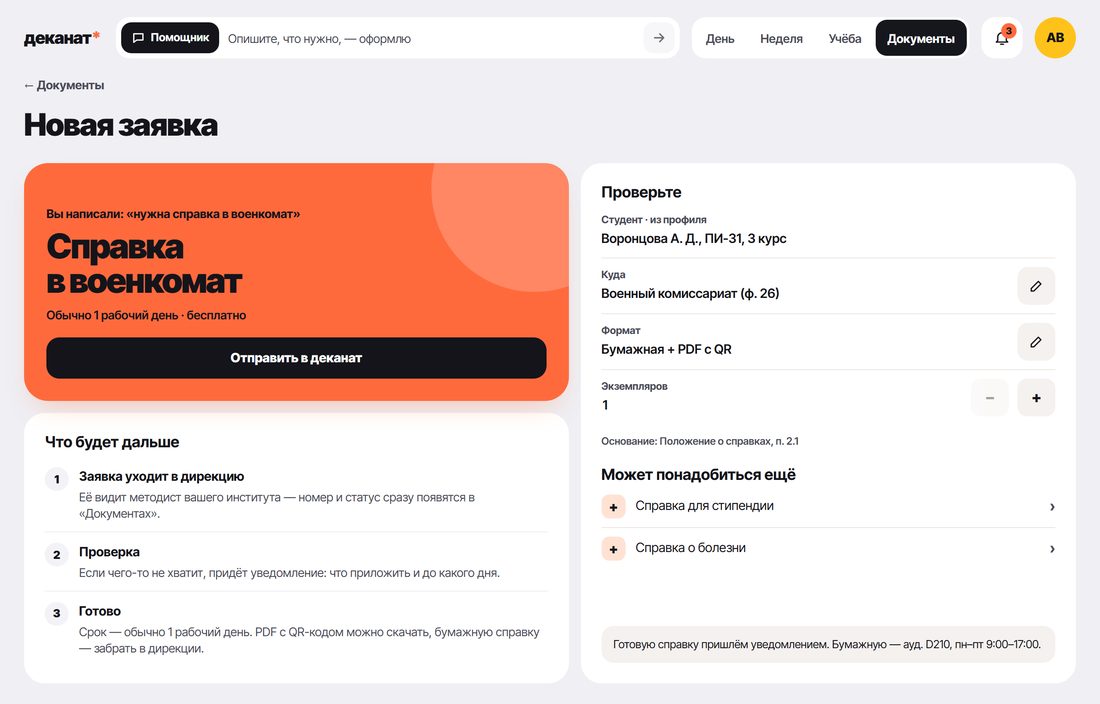 деканат*
Помощник
Опишите, что нужно, — оформлю
→
День
Неделя
Учёба
Документы
3
АВ
← Документы
Новая заявка
Вы написали: «нужна справка в военкомат»
Справка
в военкомат
Обычно 1 рабочий день · бесплатно
Отправить в деканат
Что будет дальше
1
Заявка уходит в дирекцию
Её видит методист вашего института — номер и статус сразу появятся в
«Документах».
2
Проверка
Если чего-то не хватит, придёт уведомление: что приложить и до какого дня.
3
Готово
Срок — обычно 1 рабочий день. PDF с QR-кодом можно скачать, бумажную справку
— забрать в дирекции.
Проверьте
Студент · из профиля
Воронцова А. Д., ПИ-31, 3 курс
Куда
Военный комиссариат (ф. 26)
Формат
Бумажная + PDF с QR
Экземпляров
1
−
+
Основание: Положение о справках, п. 2.1
Может понадобиться ещё
+ Справка для стипендии ›
+ Справка о болезни ›
Готовую справку пришлём уведомлением. Бумажную — ауд. D210, пн–пт 9:00–17:00.